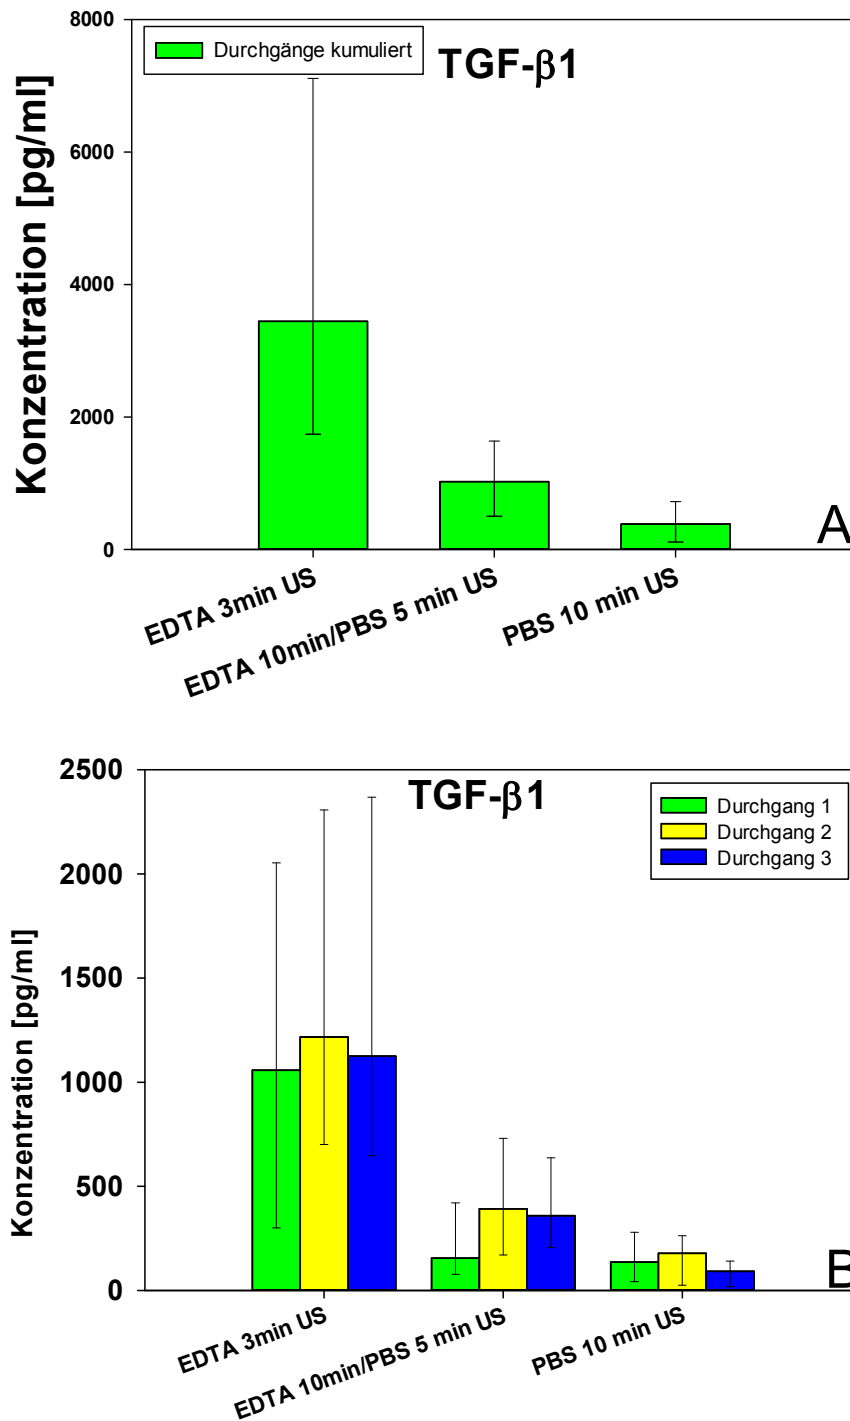 8000
Durchgänge kumuliert
TGF-β1
6000
4000
2000
0
Konzentration [pg/ml]
A
EDTA 3min US
EDTA 10min/PBS 5 min US
PBS 10 min US
2500
TGF-β1
Durchgang 1
Durchgang 2
Durchgang 3
2000
1500
1000
500
0
Konzentration [pg/ml]
B
EDTA 3min US
EDTA 10min/PBS 5 min US
PBS 10 min US